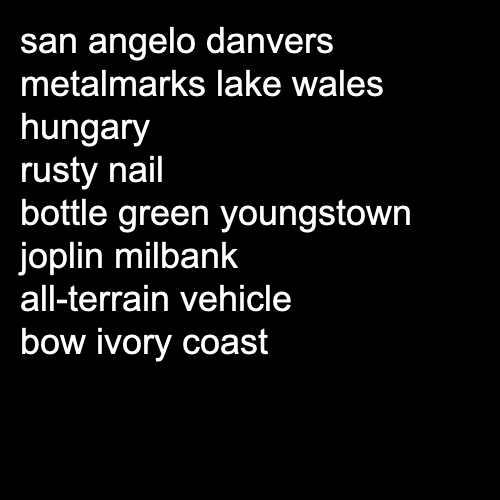 san angelo danvers
metalmarks lake wales
hungary
rusty nail
bottle green youngstown
joplin milbank
all-terrain vehicle
bow ivory coast